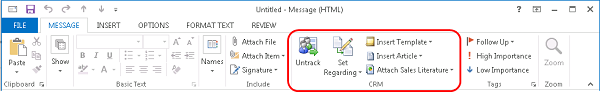 Untitled - Message (HTML)
FILE MESSAGE INSERT OPTIONS FORMAT TEXT REVIEW
Paste
Clipboard
Basic Text
Names
Attach File
Attach Item
Signature
Include
Untrack
Set Regarding
Insert Template
Insert Article
Attach Sales Literature
CRM
Follow Up
High Importance
Low Importance
Tags
Zoom
Zoom